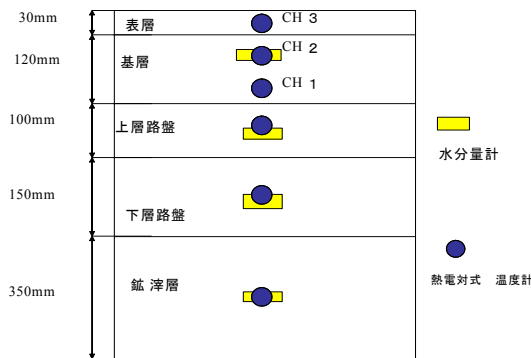 30mm
表層
CH 3
120mm
基層
CH 2
CH 1
100mm
上層路盤
水分量計
150mm
下層路盤
熱電対式 温度計
350mm
鉱滓層